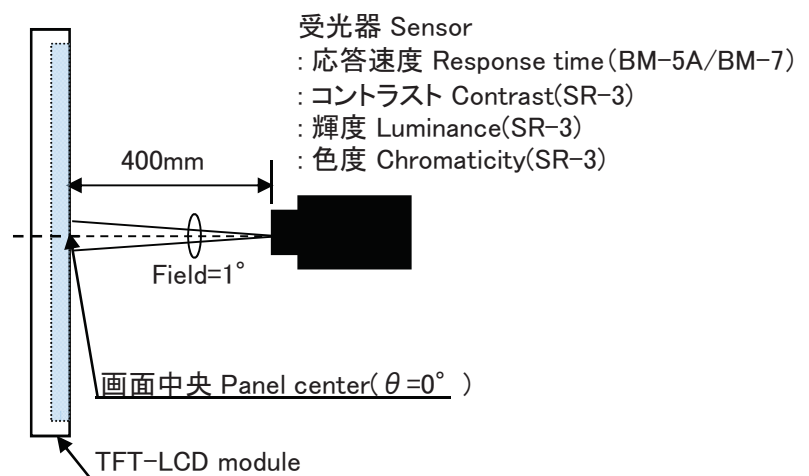 受光器 Sensor
: 応答速度 Response time(BM-5A/BM-7)
: コントラスト Contrast(SR-3)
: 輝度 Luminance(SR-3)
: 色度 Chromaticity(SR-3)
400mm
Field=1°
画面中央 Panel center(θ=0° )
TFT-LCD module